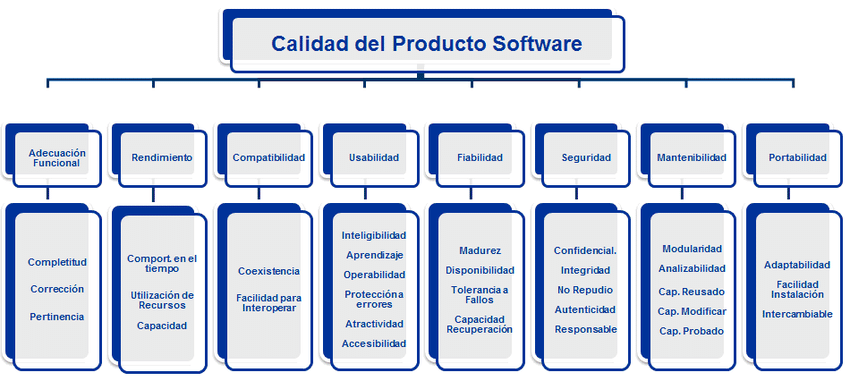 Calidad del Producto Software
Adecuación
Funcional
Rendimiento
Compatibilidad
Usabilidad
Fiabilidad
Seguridad
Mantenibilidad
Portabilidad
Completitud
Corrección
Pertinencia
Comport. en el
tiempo
Utilización de
Recursos
Capacidad
Coexistencia
Facilidad para
Interoperar
Inteligibilidad
Aprendizaje
Operabilidad
Protección a
errores
Atractividad
Accesibilidad
Madurez
Disponibilidad
Tolerancia a
Fallos
Capacidad
Recuperación
Confidencial.
Integridad
No Repudio
Autenticidad
Responsable
Modularidad
Analizabilidad
Cap. Reusado
Cap. Modificar
Cap. Probado
Adaptabilidad
Facilidad
Instalación
Intercambiable